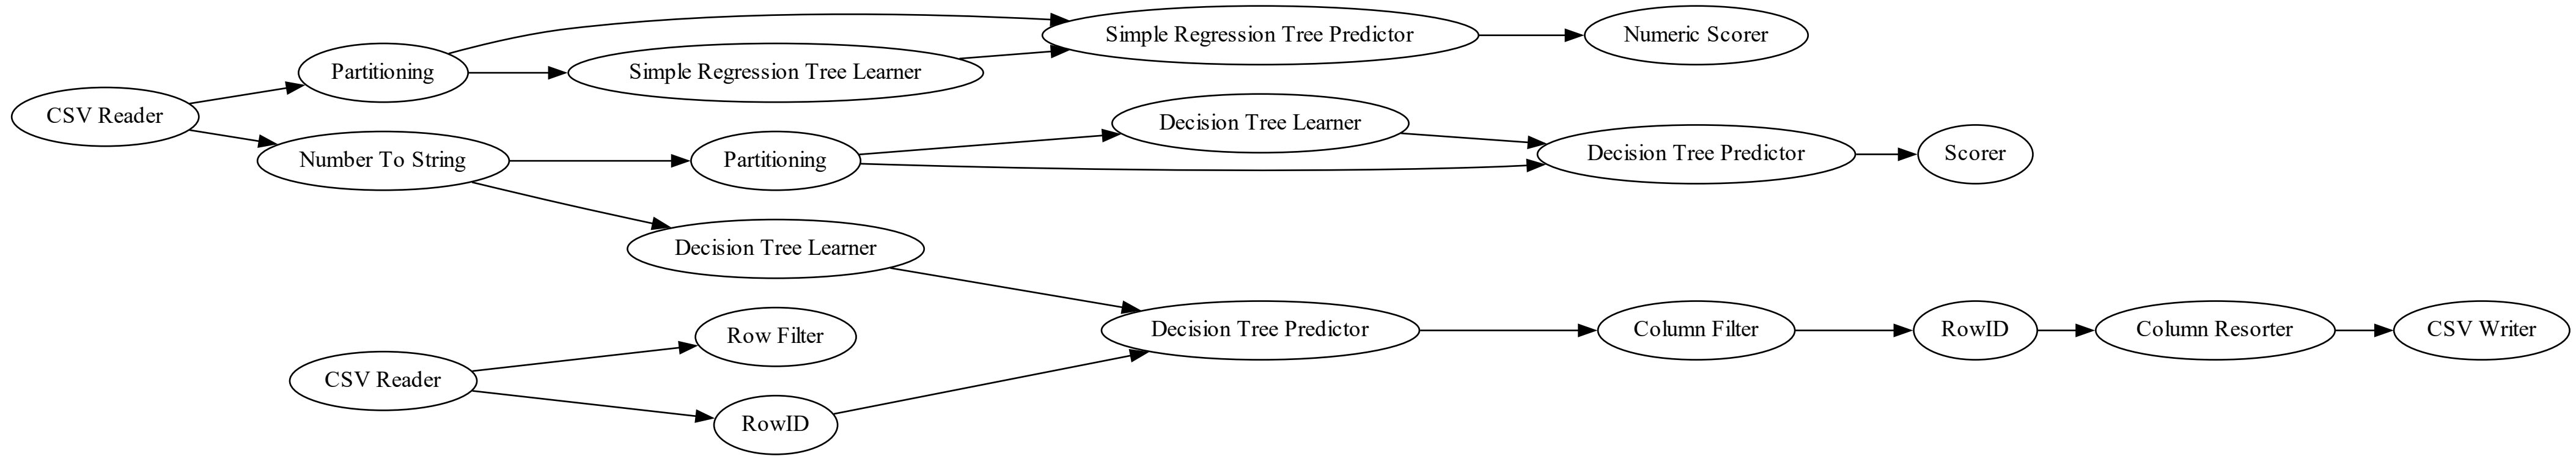 CSV Reader
Partitioning
Simple Regression Tree Learner
Simple Regression Tree Predictor
Numeric Scorer
Number To String
Partitioning
Decision Tree Learner
Decision Tree Predictor
Scorer
Decision Tree Learner
CSV Reader
Row Filter
RowID
Decision Tree Predictor
Column Filter
RowID
Column Resorter
CSV Writer